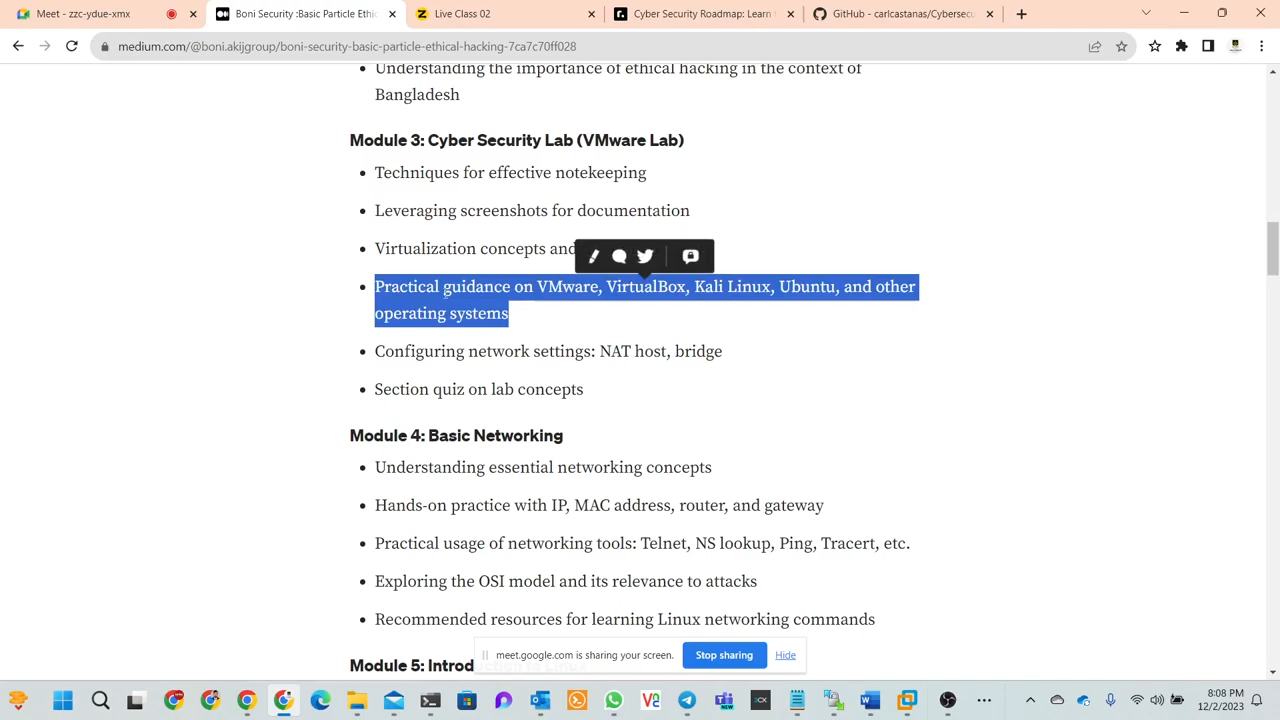 Meet - zzc-ydue-xmx
Boni Security :Basic Particle Ethic
Live Class 02
Cyber Security Roadmap: Learn t
GitHub - carlcastanas/Cybersecu
medium.com/@boni.akijgroup/boni-security-basic-particle-ethical-hacking-7ca7c70ff028
Understanding the importance of ethical hacking in the context of
Bangladesh
Module 3: Cyber Security Lab (VMware Lab)
Techniques for effective notekeeping
Leveraging screenshots for documentation
Virtualization concepts and
Practical guidance on VMware, VirtualBox, Kali Linux, Ubuntu, and other
operating systems
Configuring network settings: NAT host, bridge
Section quiz on lab concepts
Module 4: Basic Networking
Understanding essential networking concepts
Hands-on practice with IP, MAC address, router, and gateway
Practical usage of networking tools: Telnet, NS lookup, Ping, Tracert, etc.
Exploring the OSI model and its relevance to attacks
Recommended resources for learning Linux networking commands
meet.google.com is sharing your screen. Stop sharing Hide
Module 5: Introduction to Linux
8:08 PM
12/2/2023